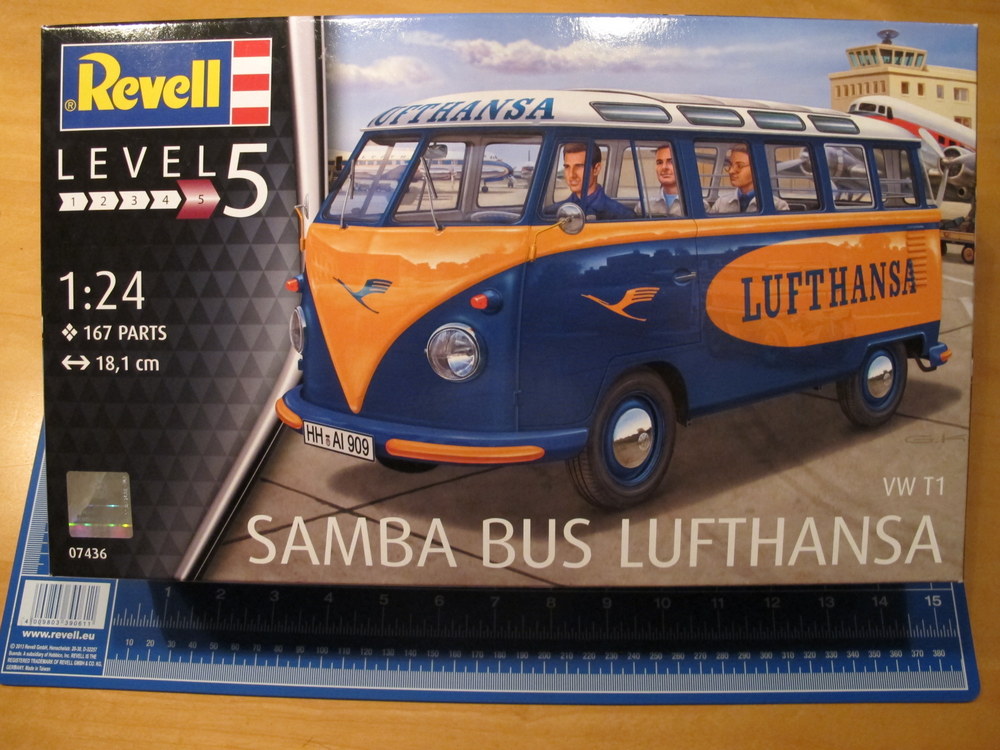 ® Revell
LEVEL 5
1 2 3 4 5
1:24
167 PARTS
18,1 cm
07436
LUFTHANSA
LUFTHANSA
HH AI 909
VW T1
SAMBA BUS LUFTHANSA
1 2 3 4 5 6 7 8 9 10 11 12 13 14 15
www.revell.eu